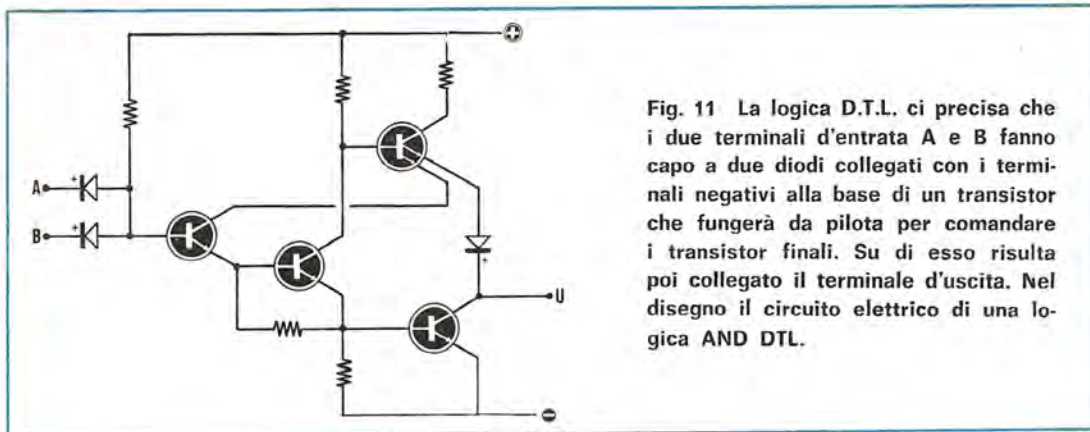 +
A
B
U
-
Fig. 11 La logica D.T.L. ci precisa che
i due terminali d'entrata A e B fanno
capo a due diodi collegati con i termi-
nali negativi alla base di un transistor
che fungerà da pilota per comandare
i transistor finali. Su di esso risulta
poi collegato il terminale d'uscita. Nel
disegno il circuito elettrico di una lo-
gica AND DTL.